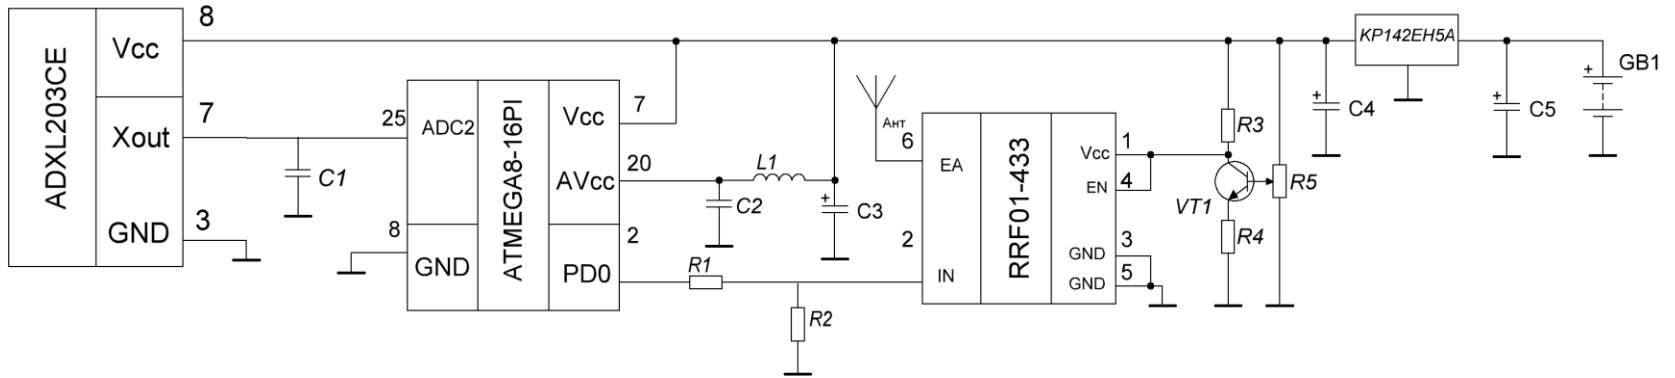 ADXL203CE
Vcc
8
Xout
7
GND
3
C1
25
ADC2
8
GND
ATMEGA8-16PI
Vcc
7
AVcc
20
PD0
2
L1
C2
+
C3
R1
R2
Ант
6
EA
2
IN
RRF01-433
Vcc
1
EN
4
GND
3
GND
5
R3
VT1
R4
R5
+
C4
КР142ЕН5А
+
C5
+
GB1